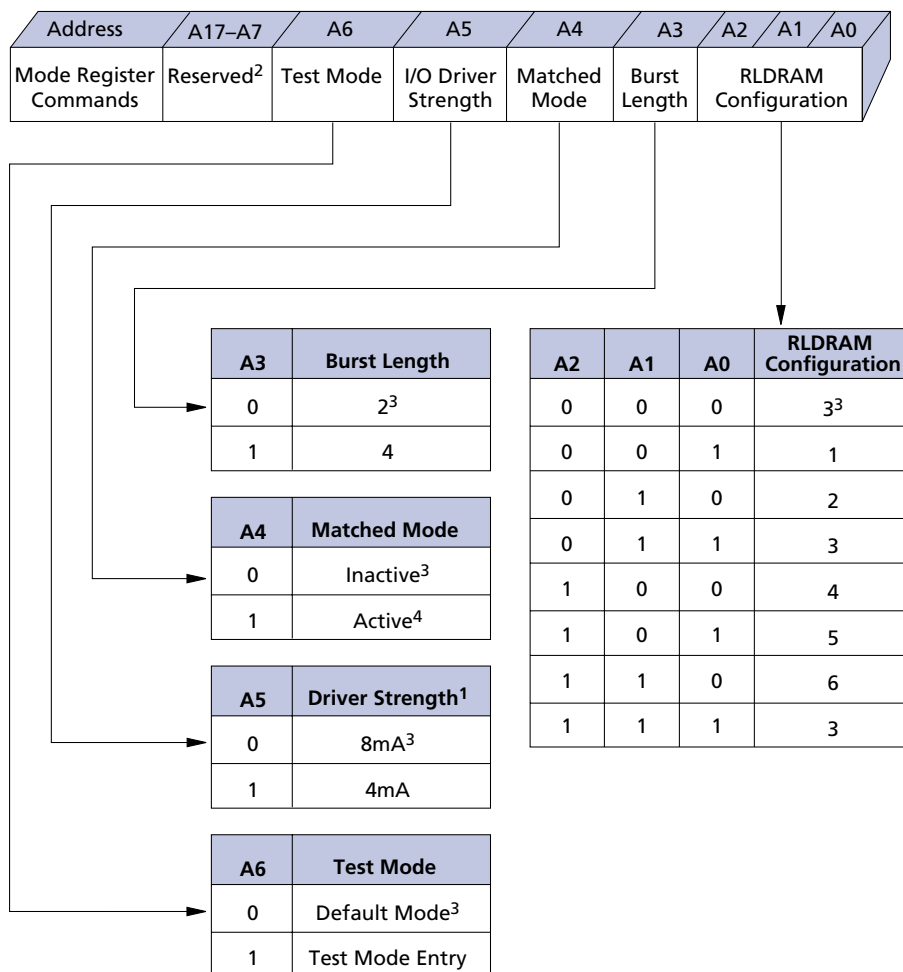 Address A17–A7 A6 A5 A4 A3 A2 A1 A0
Mode Register Commands Reserved² Test Mode I/O Driver Strength Matched Mode Burst Length RLDRAM Configuration
A3 Burst Length
0 2³
1 4
A4 Matched Mode
0 Inactive³
1 Active⁴
A5 Driver Strength¹
0 8mA³
1 4mA
A6 Test Mode
0 Default Mode³
1 Test Mode Entry
A2 A1 A0 RLDRAM Configuration
0 0 0 3³
0 0 1 1
0 1 0 2
0 1 1 3
1 0 0 4
1 0 1 5
1 1 0 6
1 1 1 3